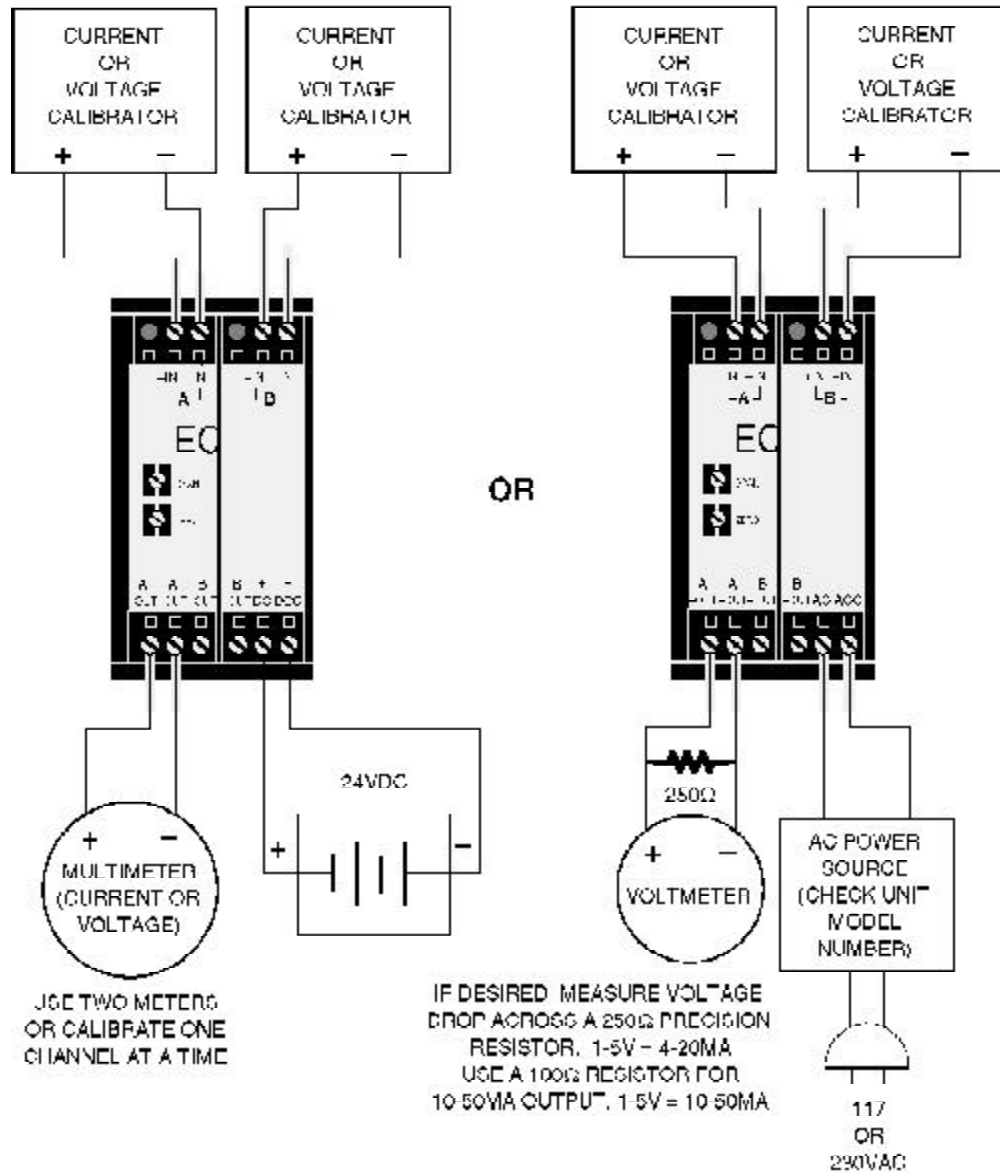 CURRENT
OR
VOLTAGE
CALIBRATOR
+ −
CURRENT
OR
VOLTAGE
CALIBRATOR
+ −
CURRENT
OR
VOLTAGE
CALIBRATOR
+ −
CURRENT
OR
VOLTAGE
CALIBRATOR
+ −
A
B
EC
A A B B + −
OR
A
B
EC
ZERO
A A B B
24VDC
+ −
+ −
MULTIMETER
(CURRENT OR
VOLTAGE)
USE TWO METERS
OR CALIBRATE ONE
CHANNEL AT A TIME
250Ω
+ −
VOLTMETER
AC POWER
SOURCE
(CHECK UNIT
MODEL
NUMBER)
IF DESIRED MEASURE VOLTAGE
DROP ACROSS A 250Ω PRECISION
RESISTOR. 1-5V = 4-20MA
USE A 100Ω RESISTOR FOR
10-50MA OUTPUT. 1-5V = 10-50MA
117
OR
230VAC